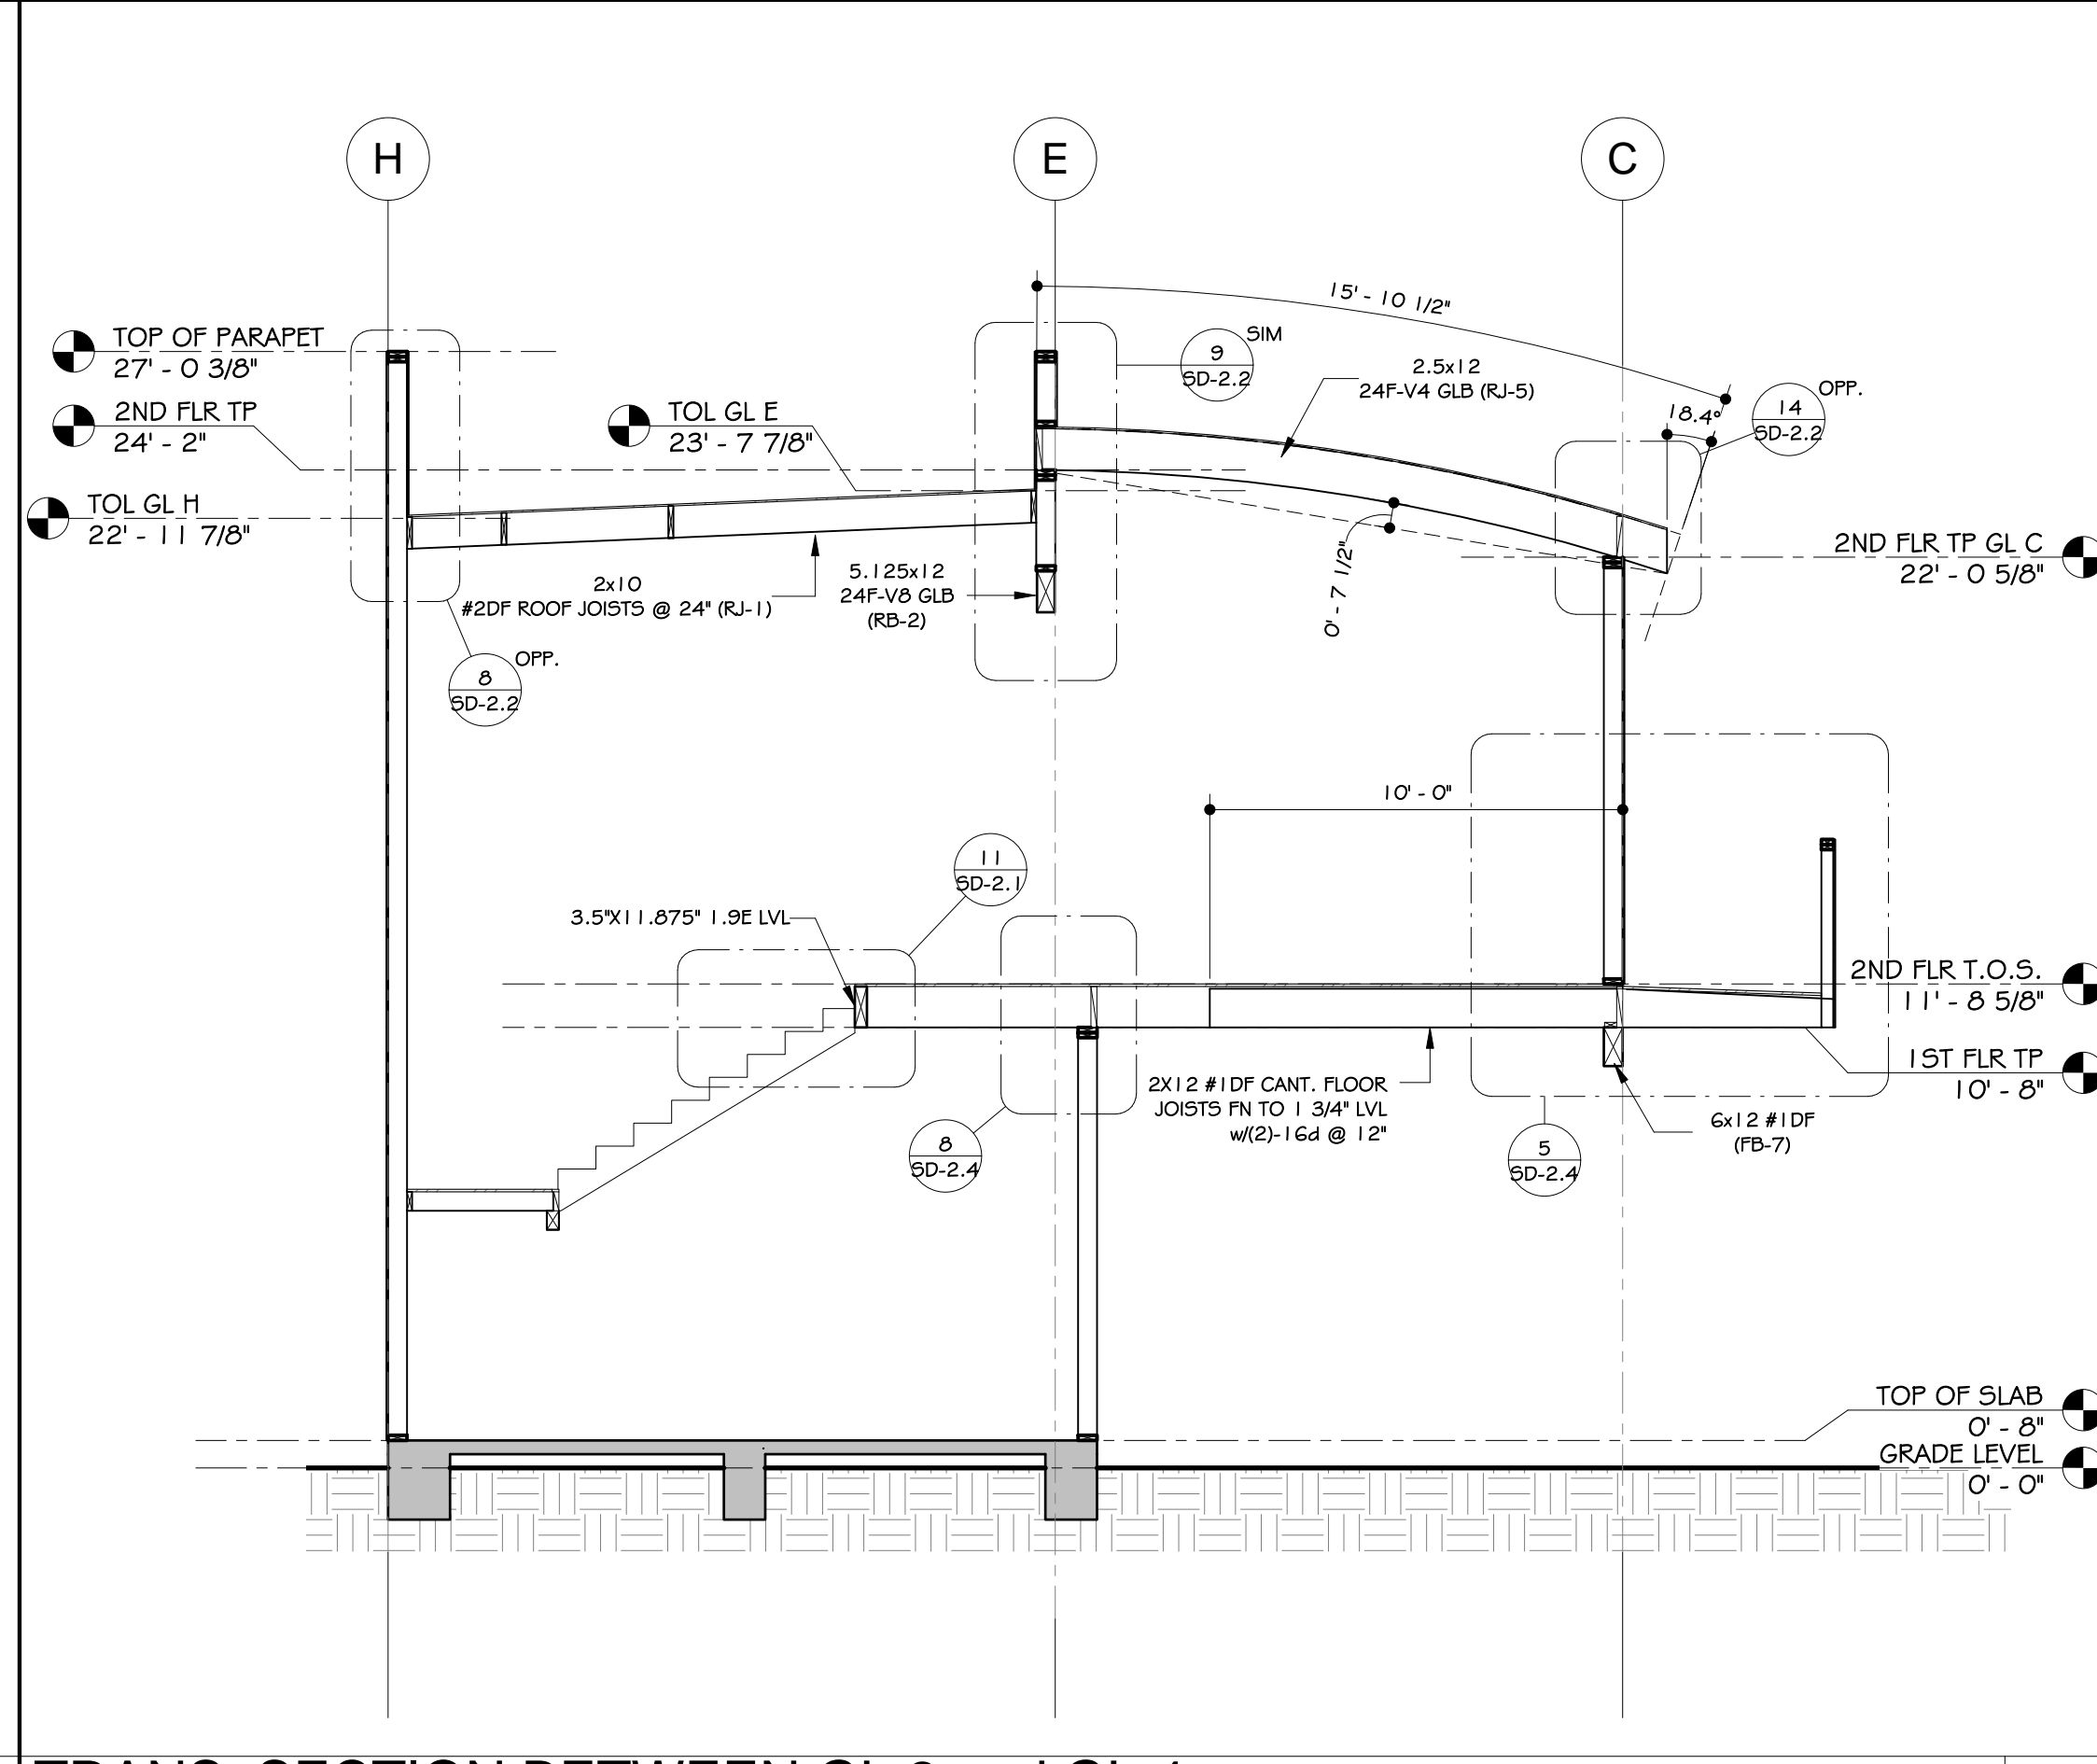 H
E
C
15' - 10 1/2"
TOP OF PARAPET
27' - 0 3/8"
2ND FLR TP
24' - 2"
TOL GL H
22' - 11 7/8"
TOL GL E
23' - 7 7/8"
9
SD-2.2
SIM
2.5x12
24F-V4 GLB (RJ-5)
18.4°
14
SD-2.2
OPP.
2ND FLR TP GL C
22' - 0 5/8"
0' - 7 1/2"
2x10
#2DF ROOF JOISTS @ 24" (RJ-1)
5.125x12
24F-V8 GLB
(RB-2)
8
SD-2.2
OPP.
10' - 0"
11
SD-2.1
3.5"X11.875" 1.9E LVL
2ND FLR T.O.S.
11' - 8 5/8"
1ST FLR TP
10' - 8"
2X12 #1DF CANT. FLOOR
JOISTS FN TO 1 3/4" LVL
w/(2)-16d @ 12"
6x12 #1DF
(FB-7)
8
SD-2.4
5
SD-2.4
TOP OF SLAB
0' - 8"
GRADE LEVEL
0' - 0"